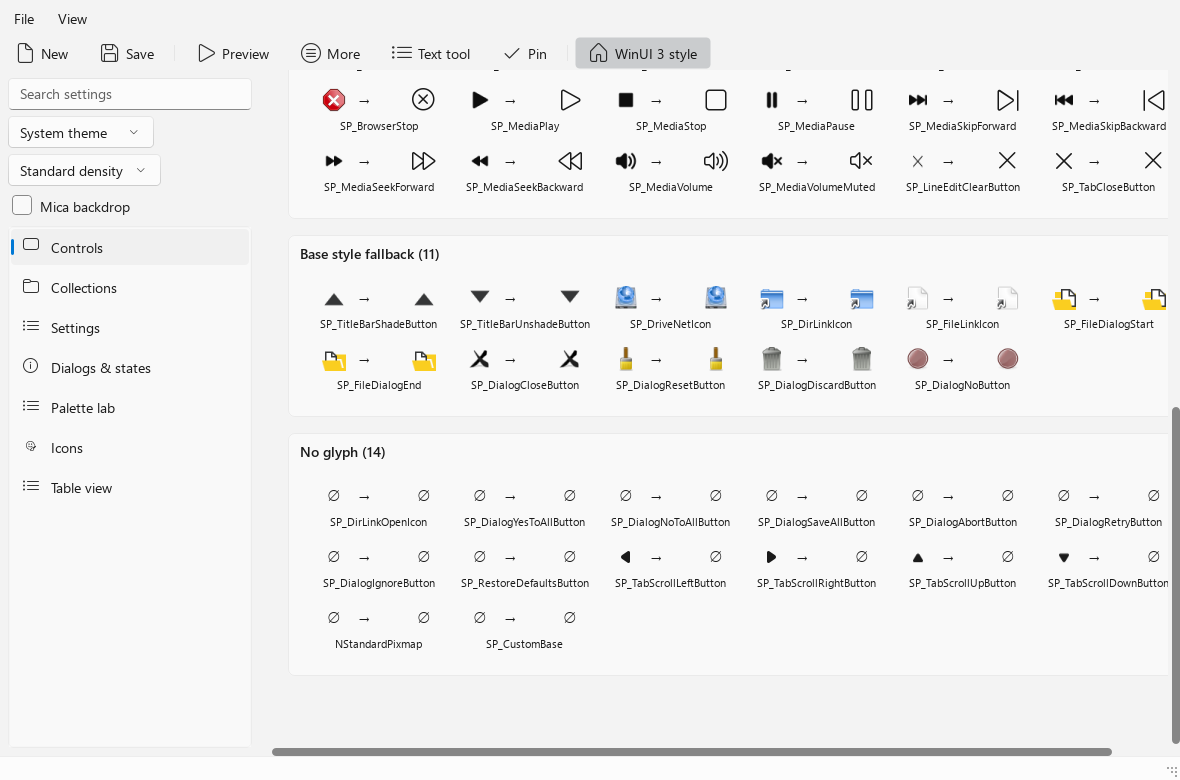 File View
New Save Preview More Text tool Pin WinUI 3 style
Search settings
System theme
Standard density
Mica backdrop
Controls
Collections
Settings
Dialogs & states
Palette lab
Icons
Table view
SP_BrowserStop SP_MediaPlay SP_MediaStop SP_MediaPause SP_MediaSkipForward SP_MediaSkipBackward
SP_MediaSeekForward SP_MediaSeekBackward SP_MediaVolume SP_MediaVolumeMuted SP_LineEditClearButton SP_TabCloseButton
Base style fallback (11)
SP_TitleBarShadeButton SP_TitleBarUnshadeButton SP_DriveNetIcon SP_DirLinkIcon SP_FileLinkIcon SP_FileDialogStart
SP_FileDialogEnd SP_DialogCloseButton SP_DialogResetButton SP_DialogDiscardButton SP_DialogNoButton
No glyph (14)
SP_DirLinkOpenIcon SP_DialogYesToAllButton SP_DialogNoToAllButton SP_DialogSaveAllButton SP_DialogAbortButton SP_DialogRetryButton
SP_DialogIgnoreButton SP_RestoreDefaultsButton SP_TabScrollLeftButton SP_TabScrollRightButton SP_TabScrollUpButton SP_TabScrollDownButton
NStandardPixmap SP_CustomBase